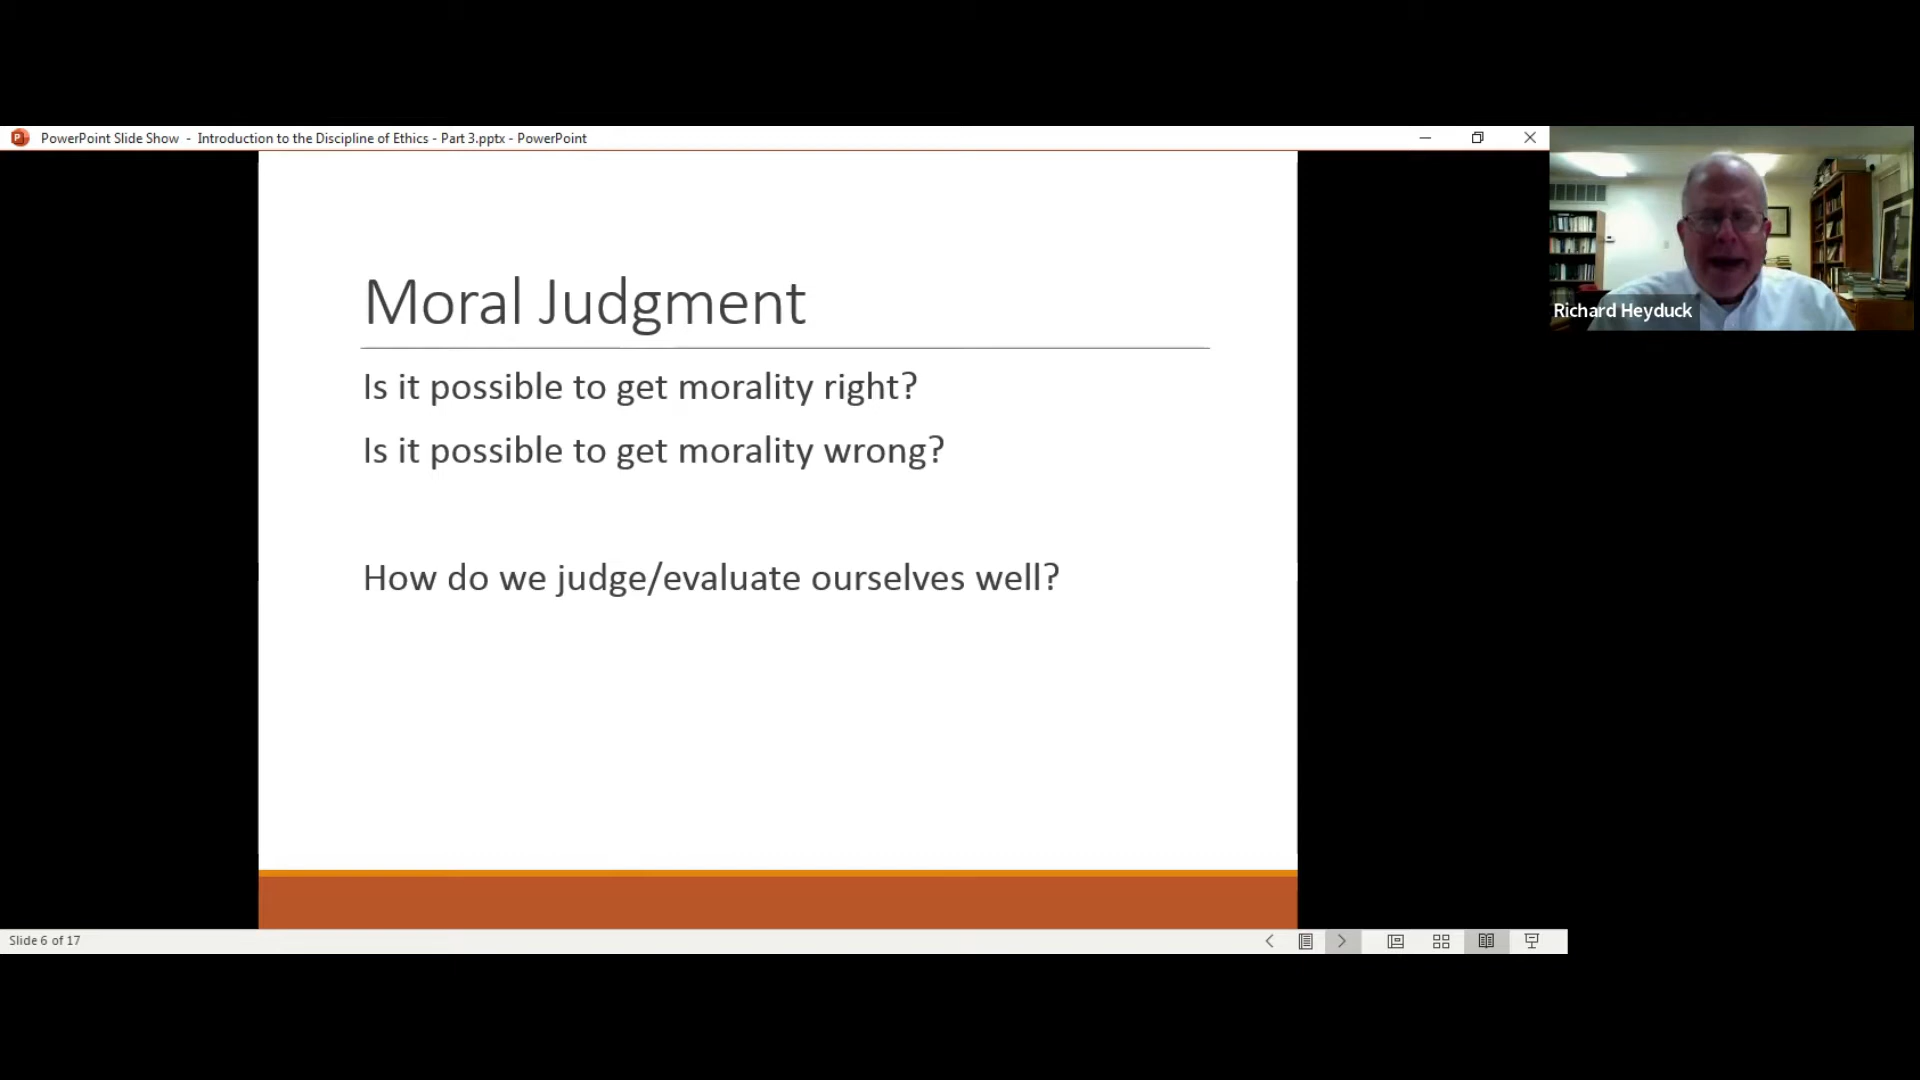 PowerPoint Slide Show - Introduction to the Discipline of Ethics - Part 3.pptx - PowerPoint
Richard Heyduck
Moral Judgment
Is it possible to get morality right?
Is it possible to get morality wrong?
How do we judge/evaluate ourselves well?
Slide 6 of 17